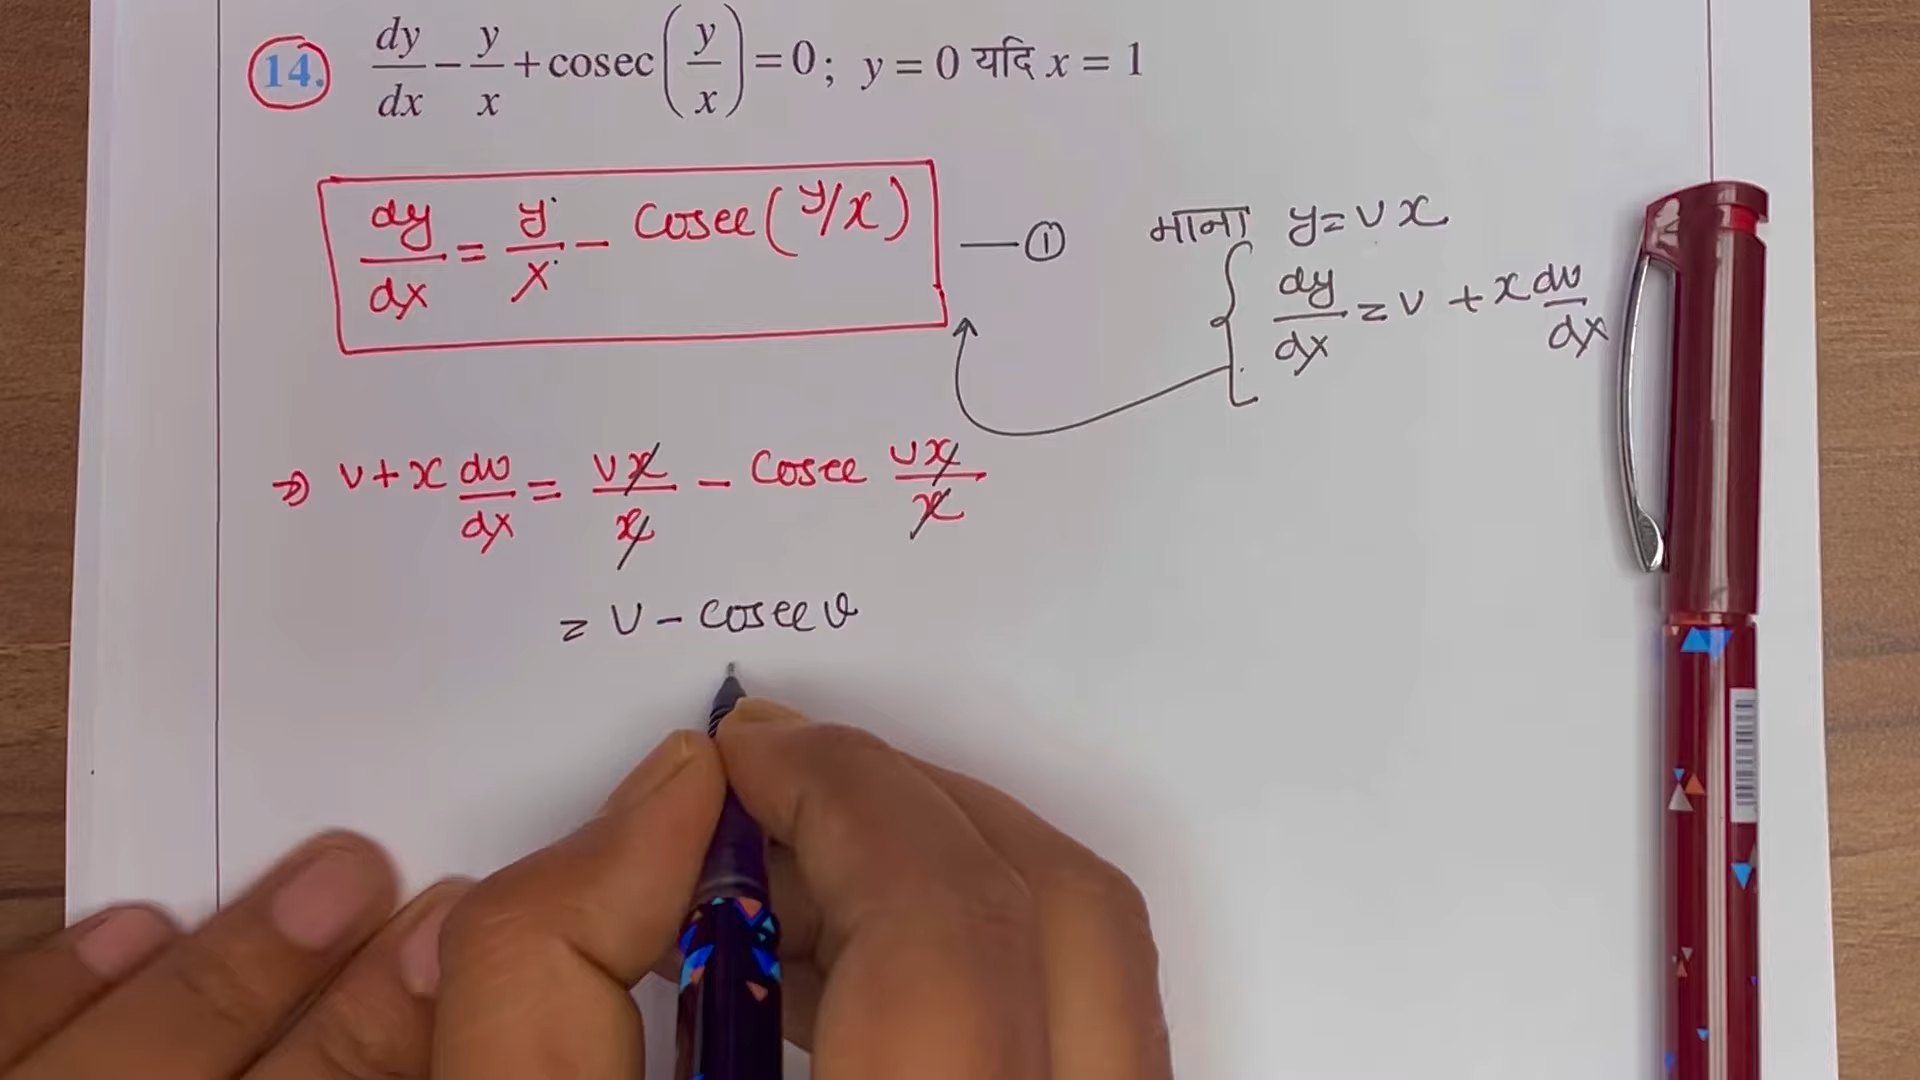 14. dy/dx − y/x + cosec(y/x) = 0; y = 0 यदि x = 1
dy/dx = y/x − Cosec(y/x) —①
माना y = vx
dy/dx = v + x dv/dx
⇒ v + x dv/dx = vx/x − Cosec vx/x
= v − cosec v